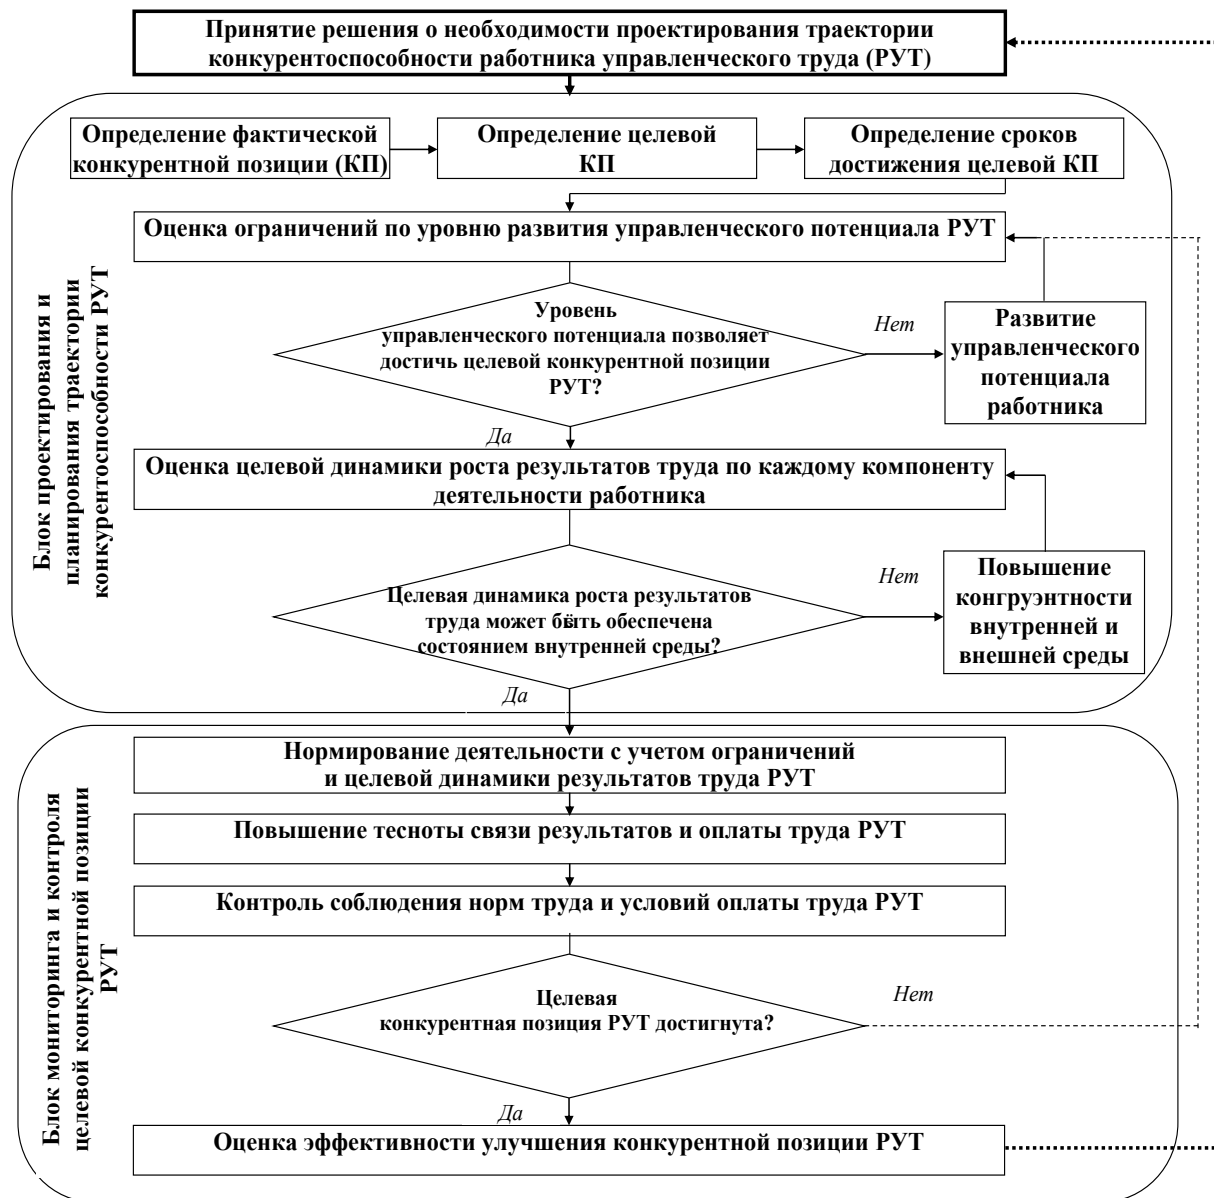 Принятие решения о необходимости проектирования траектории
конкурентоспособности работника управленческого труда (РУТ)
Определение фактической
конкурентной позиции (КП)
Определение целевой
КП
Определение сроков
достижения целевой КП
Оценка ограничений по уровню развития управленческого потенциала РУТ
Блок проектирования и
планирования траектории
конкурентоспособности РУТ
Уровень
управленческого потенциала позволяет
достичь целевой конкурентной позиции
РУТ?
Нет
Развитие
управленческого
потенциала
работника
Да
Оценка целевой динамики роста результатов труда по каждому компоненту
деятельности работника
Целевая динамика роста результатов
труда может быть обеспечена
состоянием внутренней среды?
Нет
Повышение
конгруэнтности
внутренней и
внешней среды
Да
Блок мониторинга и контроля
целевой конкурентной позиции
РУТ
Нормирование деятельности с учетом ограничений
и целевой динамики результатов труда РУТ
Повышение тесноты связи результатов и оплаты труда РУТ
Контроль соблюдения норм труда и условий оплаты труда РУТ
Целевая
конкурентная позиция РУТ достигнута?
Нет
Да
Оценка эффективности улучшения конкурентной позиции РУТ